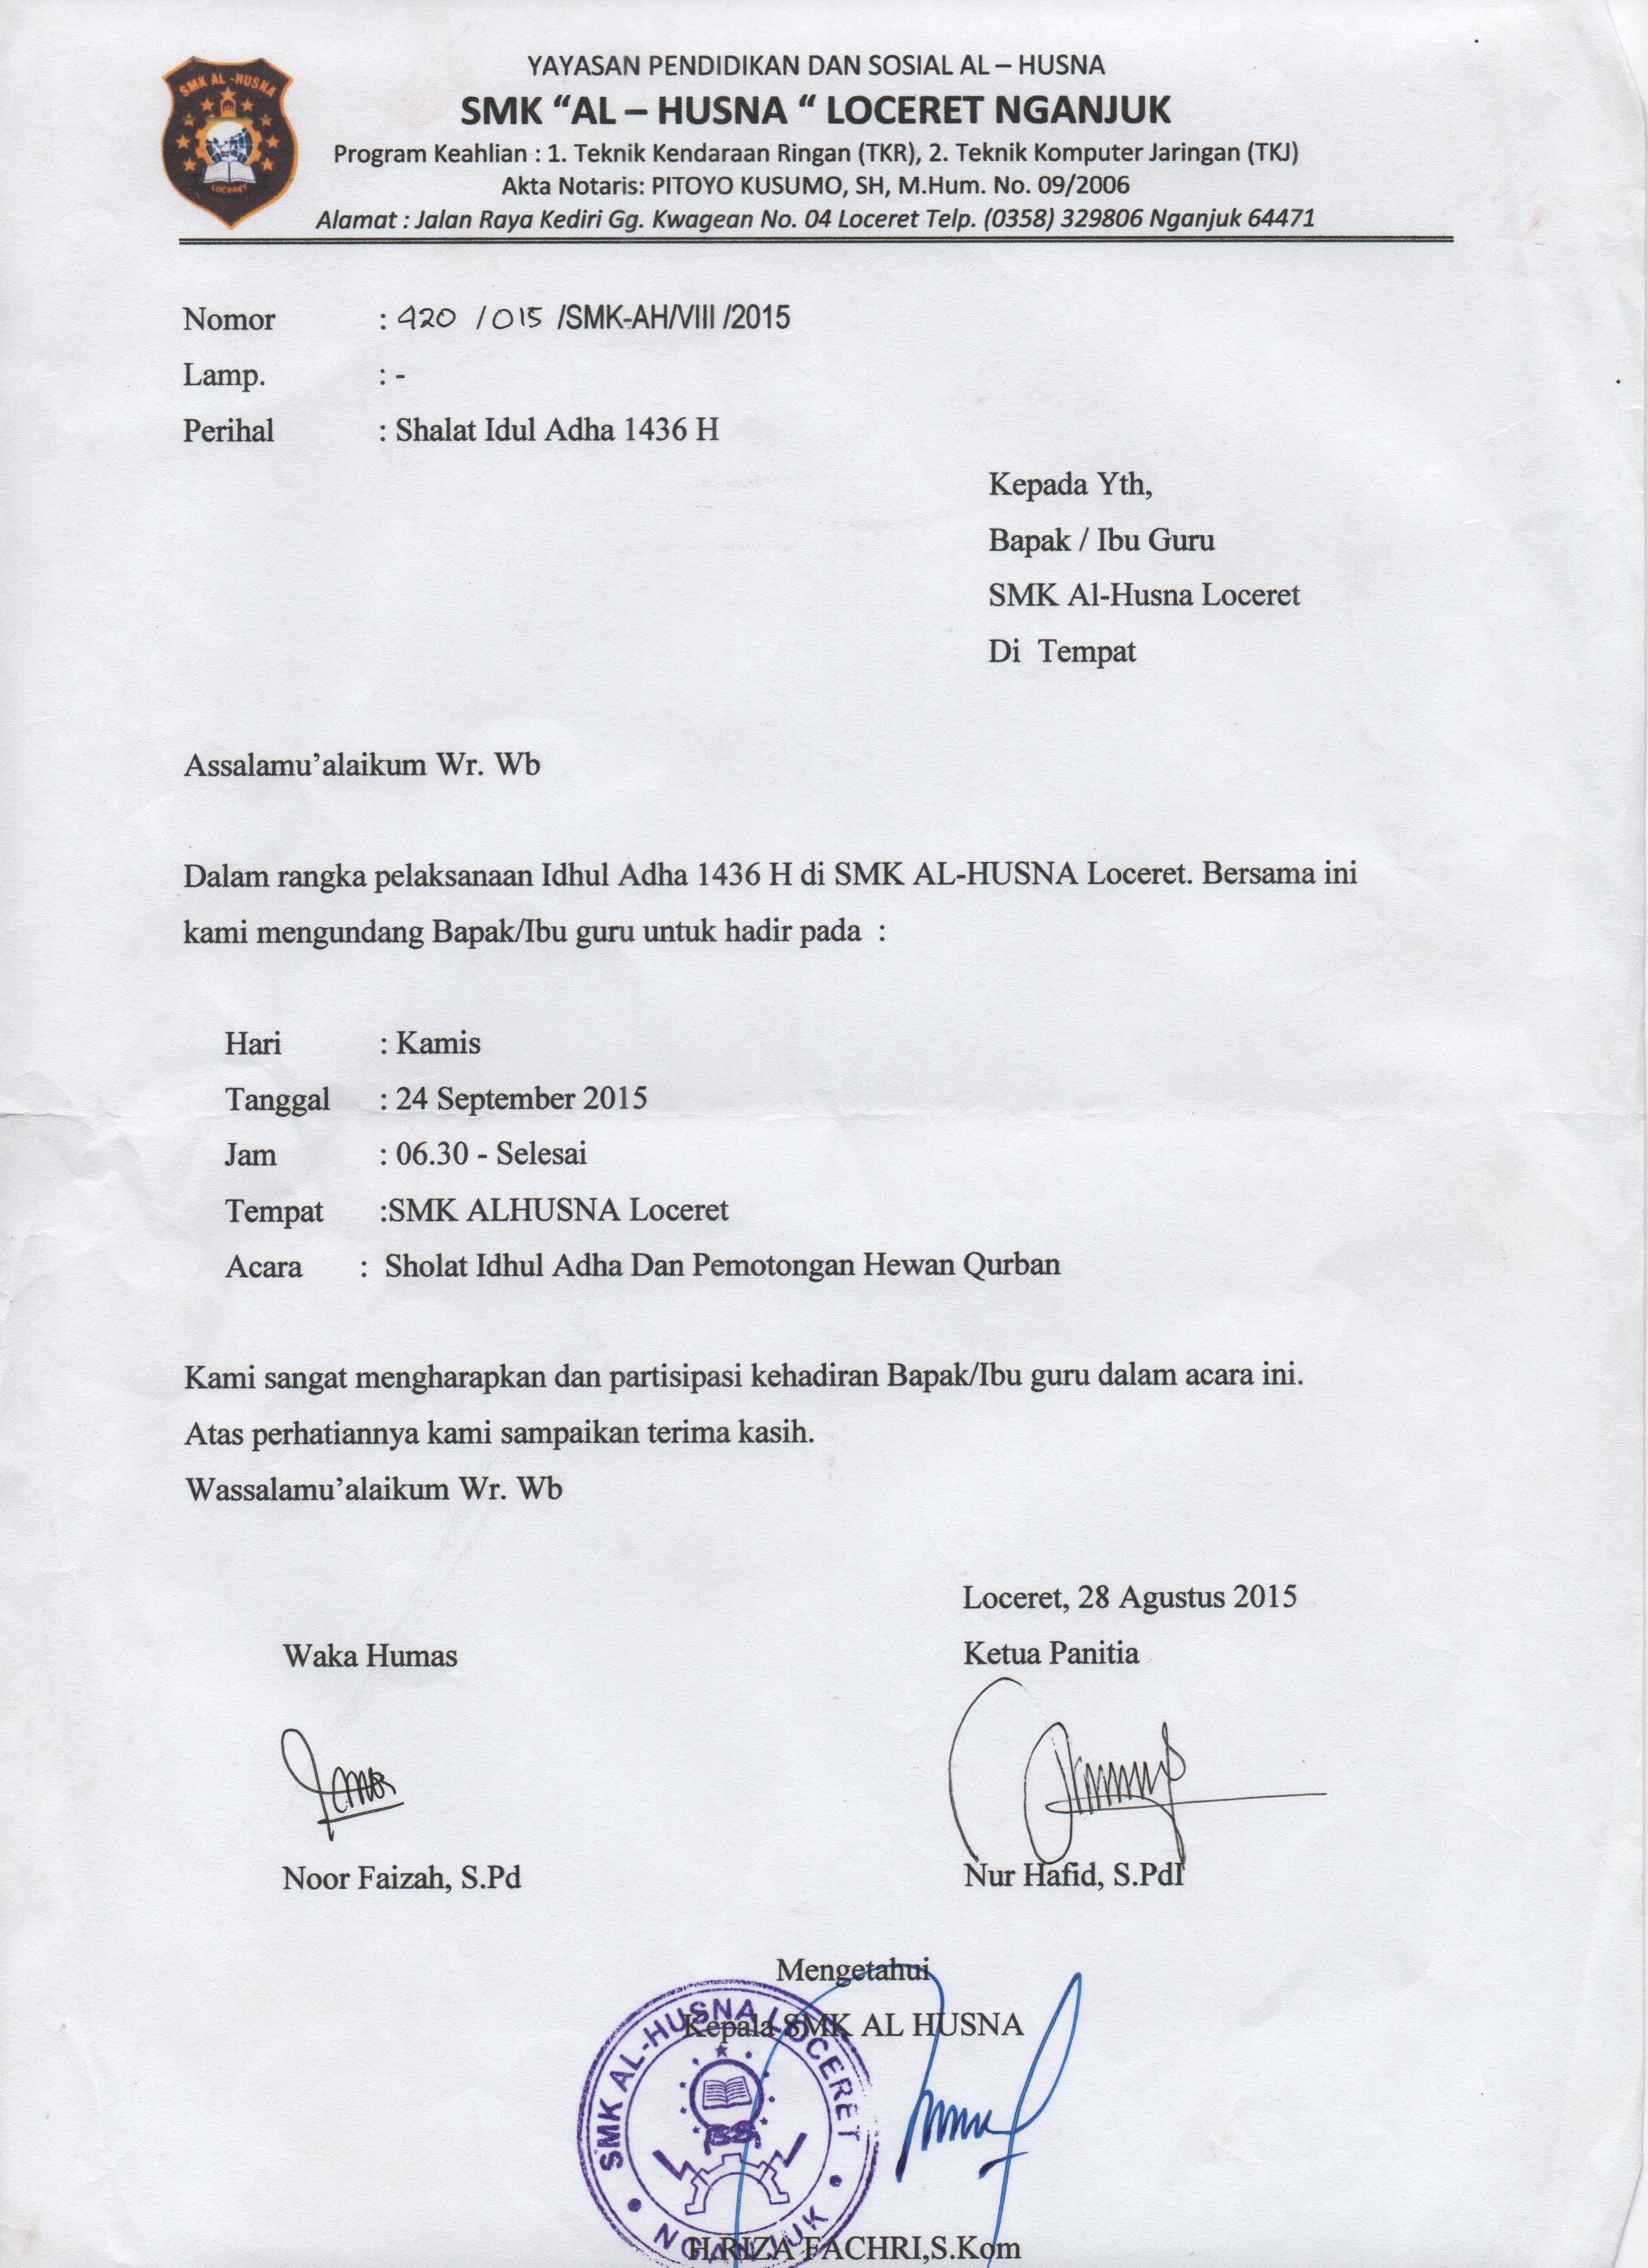 SMK AL-HUSNA
LOCERET
YAYASAN PENDIDIKAN DAN SOSIAL AL – HUSNA
SMK “AL – HUSNA “ LOCERET NGANJUK
Program Keahlian : 1. Teknik Kendaraan Ringan (TKR), 2. Teknik Komputer Jaringan (TKJ)
Akta Notaris: PITOYO KUSUMO, SH, M.Hum. No. 09/2006
Alamat : Jalan Raya Kediri Gg. Kwagean No. 04 Loceret Telp. (0358) 329806 Nganjuk 64471
Nomor : 420 / 015 /SMK-AH/VIII /2015
Lamp. : -
Perihal : Shalat Idul Adha 1436 H
Kepada Yth,
Bapak / Ibu Guru
SMK Al-Husna Loceret
Di Tempat
Assalamu’alaikum Wr. Wb
Dalam rangka pelaksanaan Idhul Adha 1436 H di SMK AL-HUSNA Loceret. Bersama ini
kami mengundang Bapak/Ibu guru untuk hadir pada :
Hari : Kamis
Tanggal : 24 September 2015
Jam : 06.30 - Selesai
Tempat :SMK ALHUSNA Loceret
Acara : Sholat Idhul Adha Dan Pemotongan Hewan Qurban
Kami sangat mengharapkan dan partisipasi kehadiran Bapak/Ibu guru dalam acara ini.
Atas perhatiannya kami sampaikan terima kasih.
Wassalamu’alaikum Wr. Wb
Loceret, 28 Agustus 2015
Waka Humas Ketua Panitia
Noor Faizah, S.Pd Nur Hafid, S.PdI
Mengetahui
Kepala SMK AL HUSNA
SMK AL-HUSNA LOCERET
NGANJUK
H.RIZA FACHRI,S.Kom